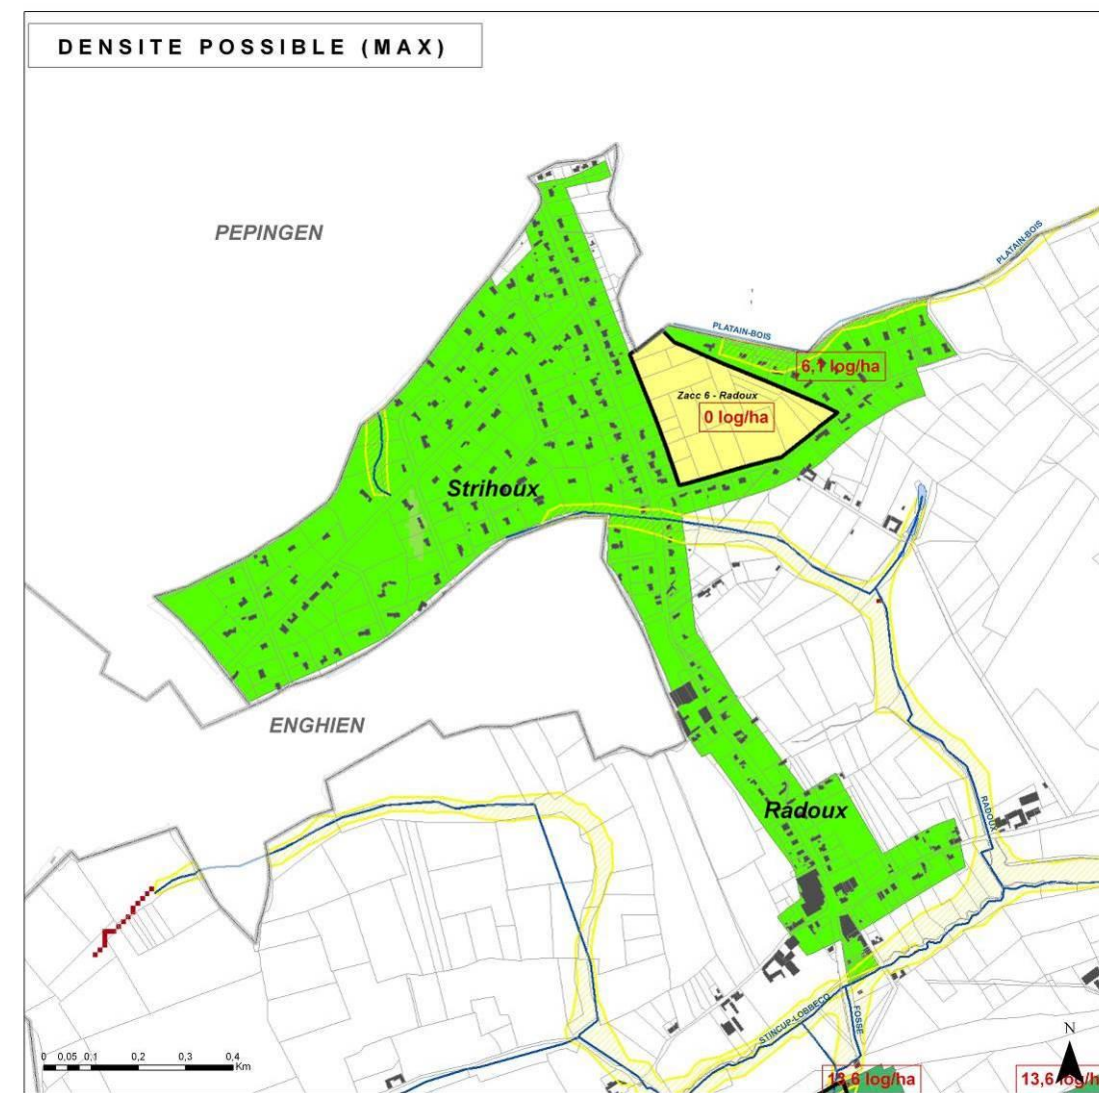 DENSITE POSSIBLE (MAX)
PEPINGEN
PLATAIN-BOIS
PLATAIN-BOIS
6,1 log/ha
Zacc 6 - Radoux
0 log/ha
Strihoux
ENGHIEN
Radoux
RADOUX
STINCUP-LOBBECQ
FOSSE
N
0 0,05 0,1 0,2 0,3 0,4
Km
13,6 log/ha
13,6